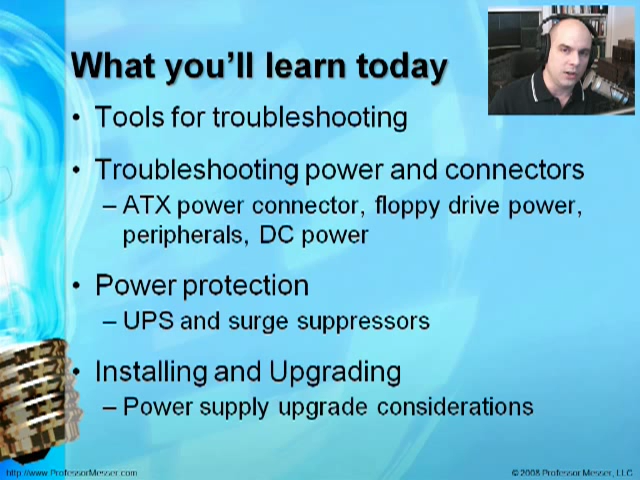 What you'll learn today
• Tools for troubleshooting
• Troubleshooting power and connectors
– ATX power connector, floppy drive power,
peripherals, DC power
• Power protection
– UPS and surge suppressors
• Installing and Upgrading
– Power supply upgrade considerations
http://www.ProfessorMesser.com
© 2008 Professor Messer, LLC